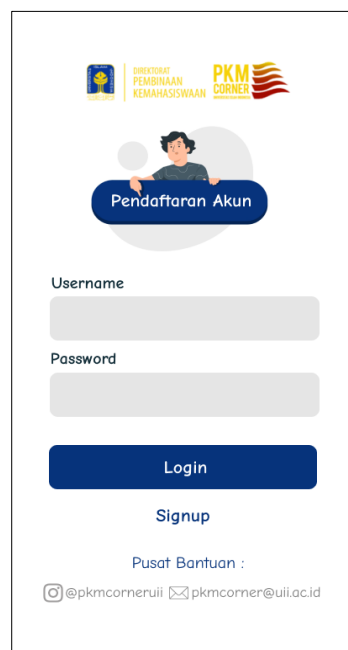 DIREKTORAT
PEMBINAAN
KEMAHASISWAAN
PKM
CORNER
Pendaftaran Akun
Username
Password
Login
Signup
Pusat Bantuan :
@pkmcorneruii pkmcorner@uii.ac.id